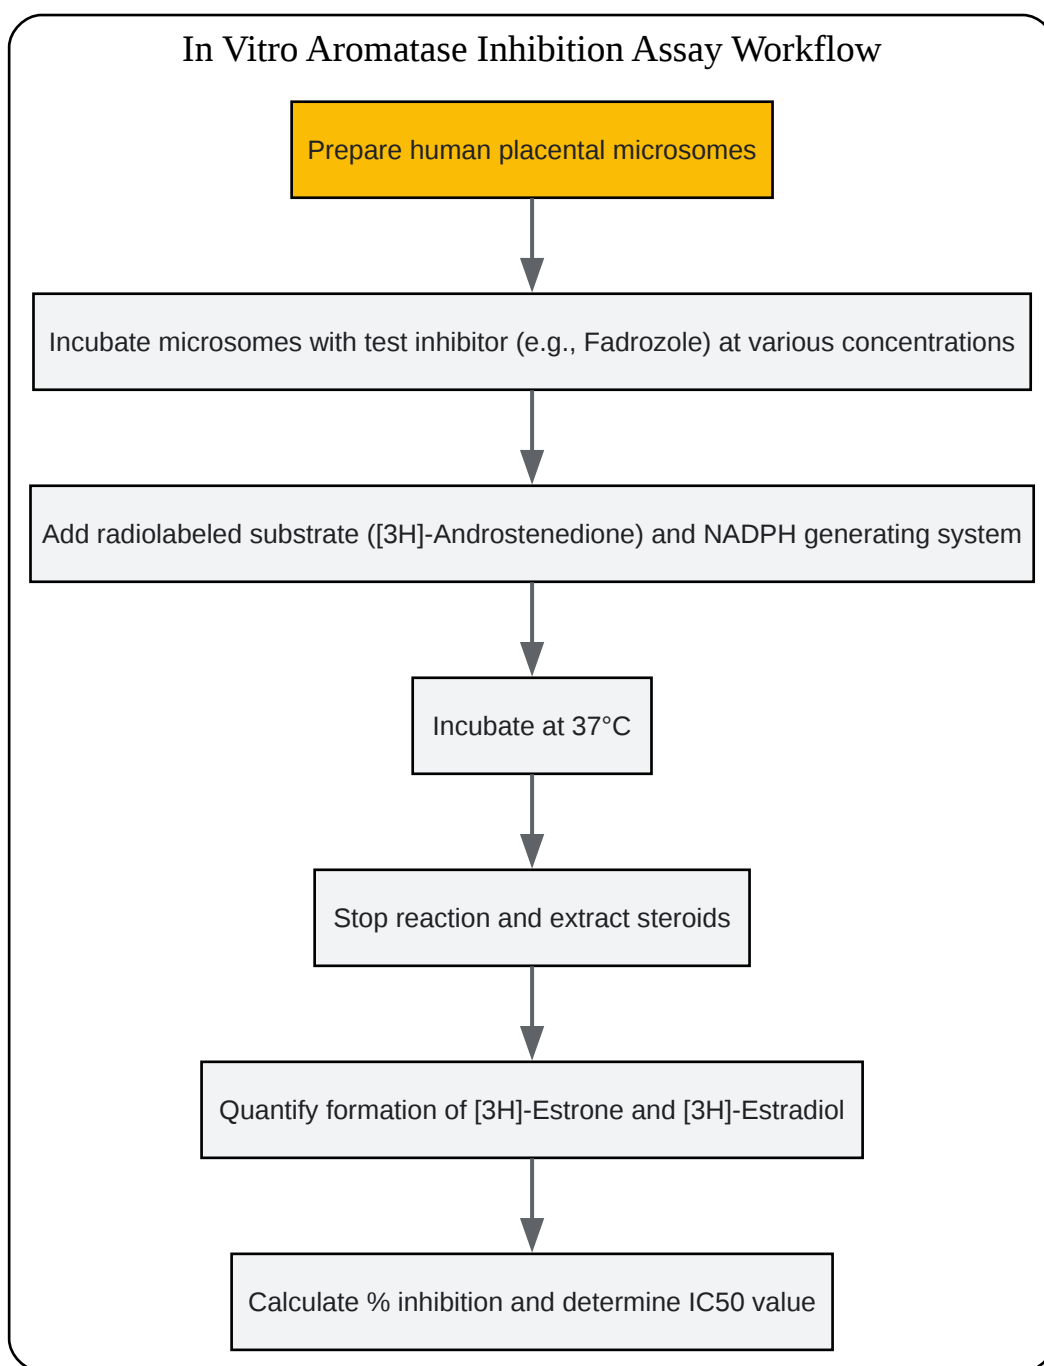 In Vitro Aromatase Inhibition Assay Workflow
Prepare human placental microsomes
Incubate microsomes with test inhibitor (e.g., Fadrozole) at various concentrations
Add radiolabeled substrate ([3H]-Androstenedione) and NADPH generating system
Incubate at 37°C
Stop reaction and extract steroids
Quantify formation of [3H]-Estrone and [3H]-Estradiol
Calculate % inhibition and determine IC50 value